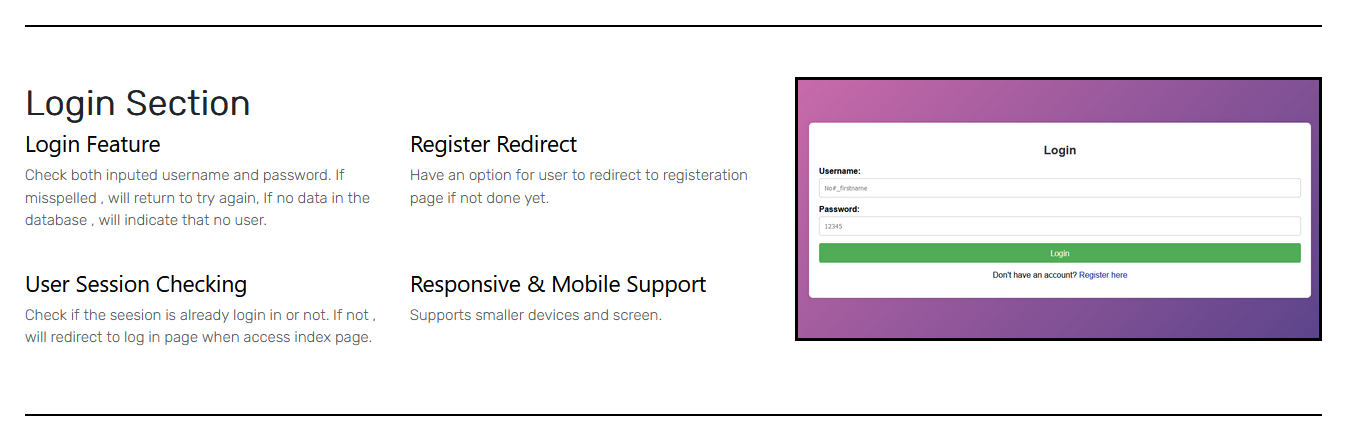 Login Section
Login Feature
Check both inputed username and password. If
misspelled , will return to try again, If no data in the
database , will indicate that no user.
Register Redirect
Have an option for user to redirect to registeration
page if not done yet.
User Session Checking
Check if the seesion is already login in or not. If not ,
will redirect to log in page when access index page.
Responsive & Mobile Support
Supports smaller devices and screen.
Login
Username:
No#_firstname
Password:
12345
Login
Don't have an account? Register here